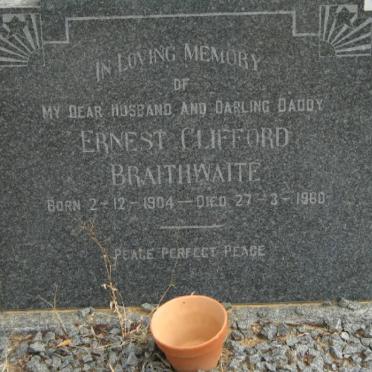 IN LOVING MEMORY
OF
MY DEAR HUSBAND AND DARLING DADDY
ERNEST CLIFFORD
BRAITHWAITE
BORN 2-12-1904 — DIED 27-3-1960
PEACE PERFECT PEACE